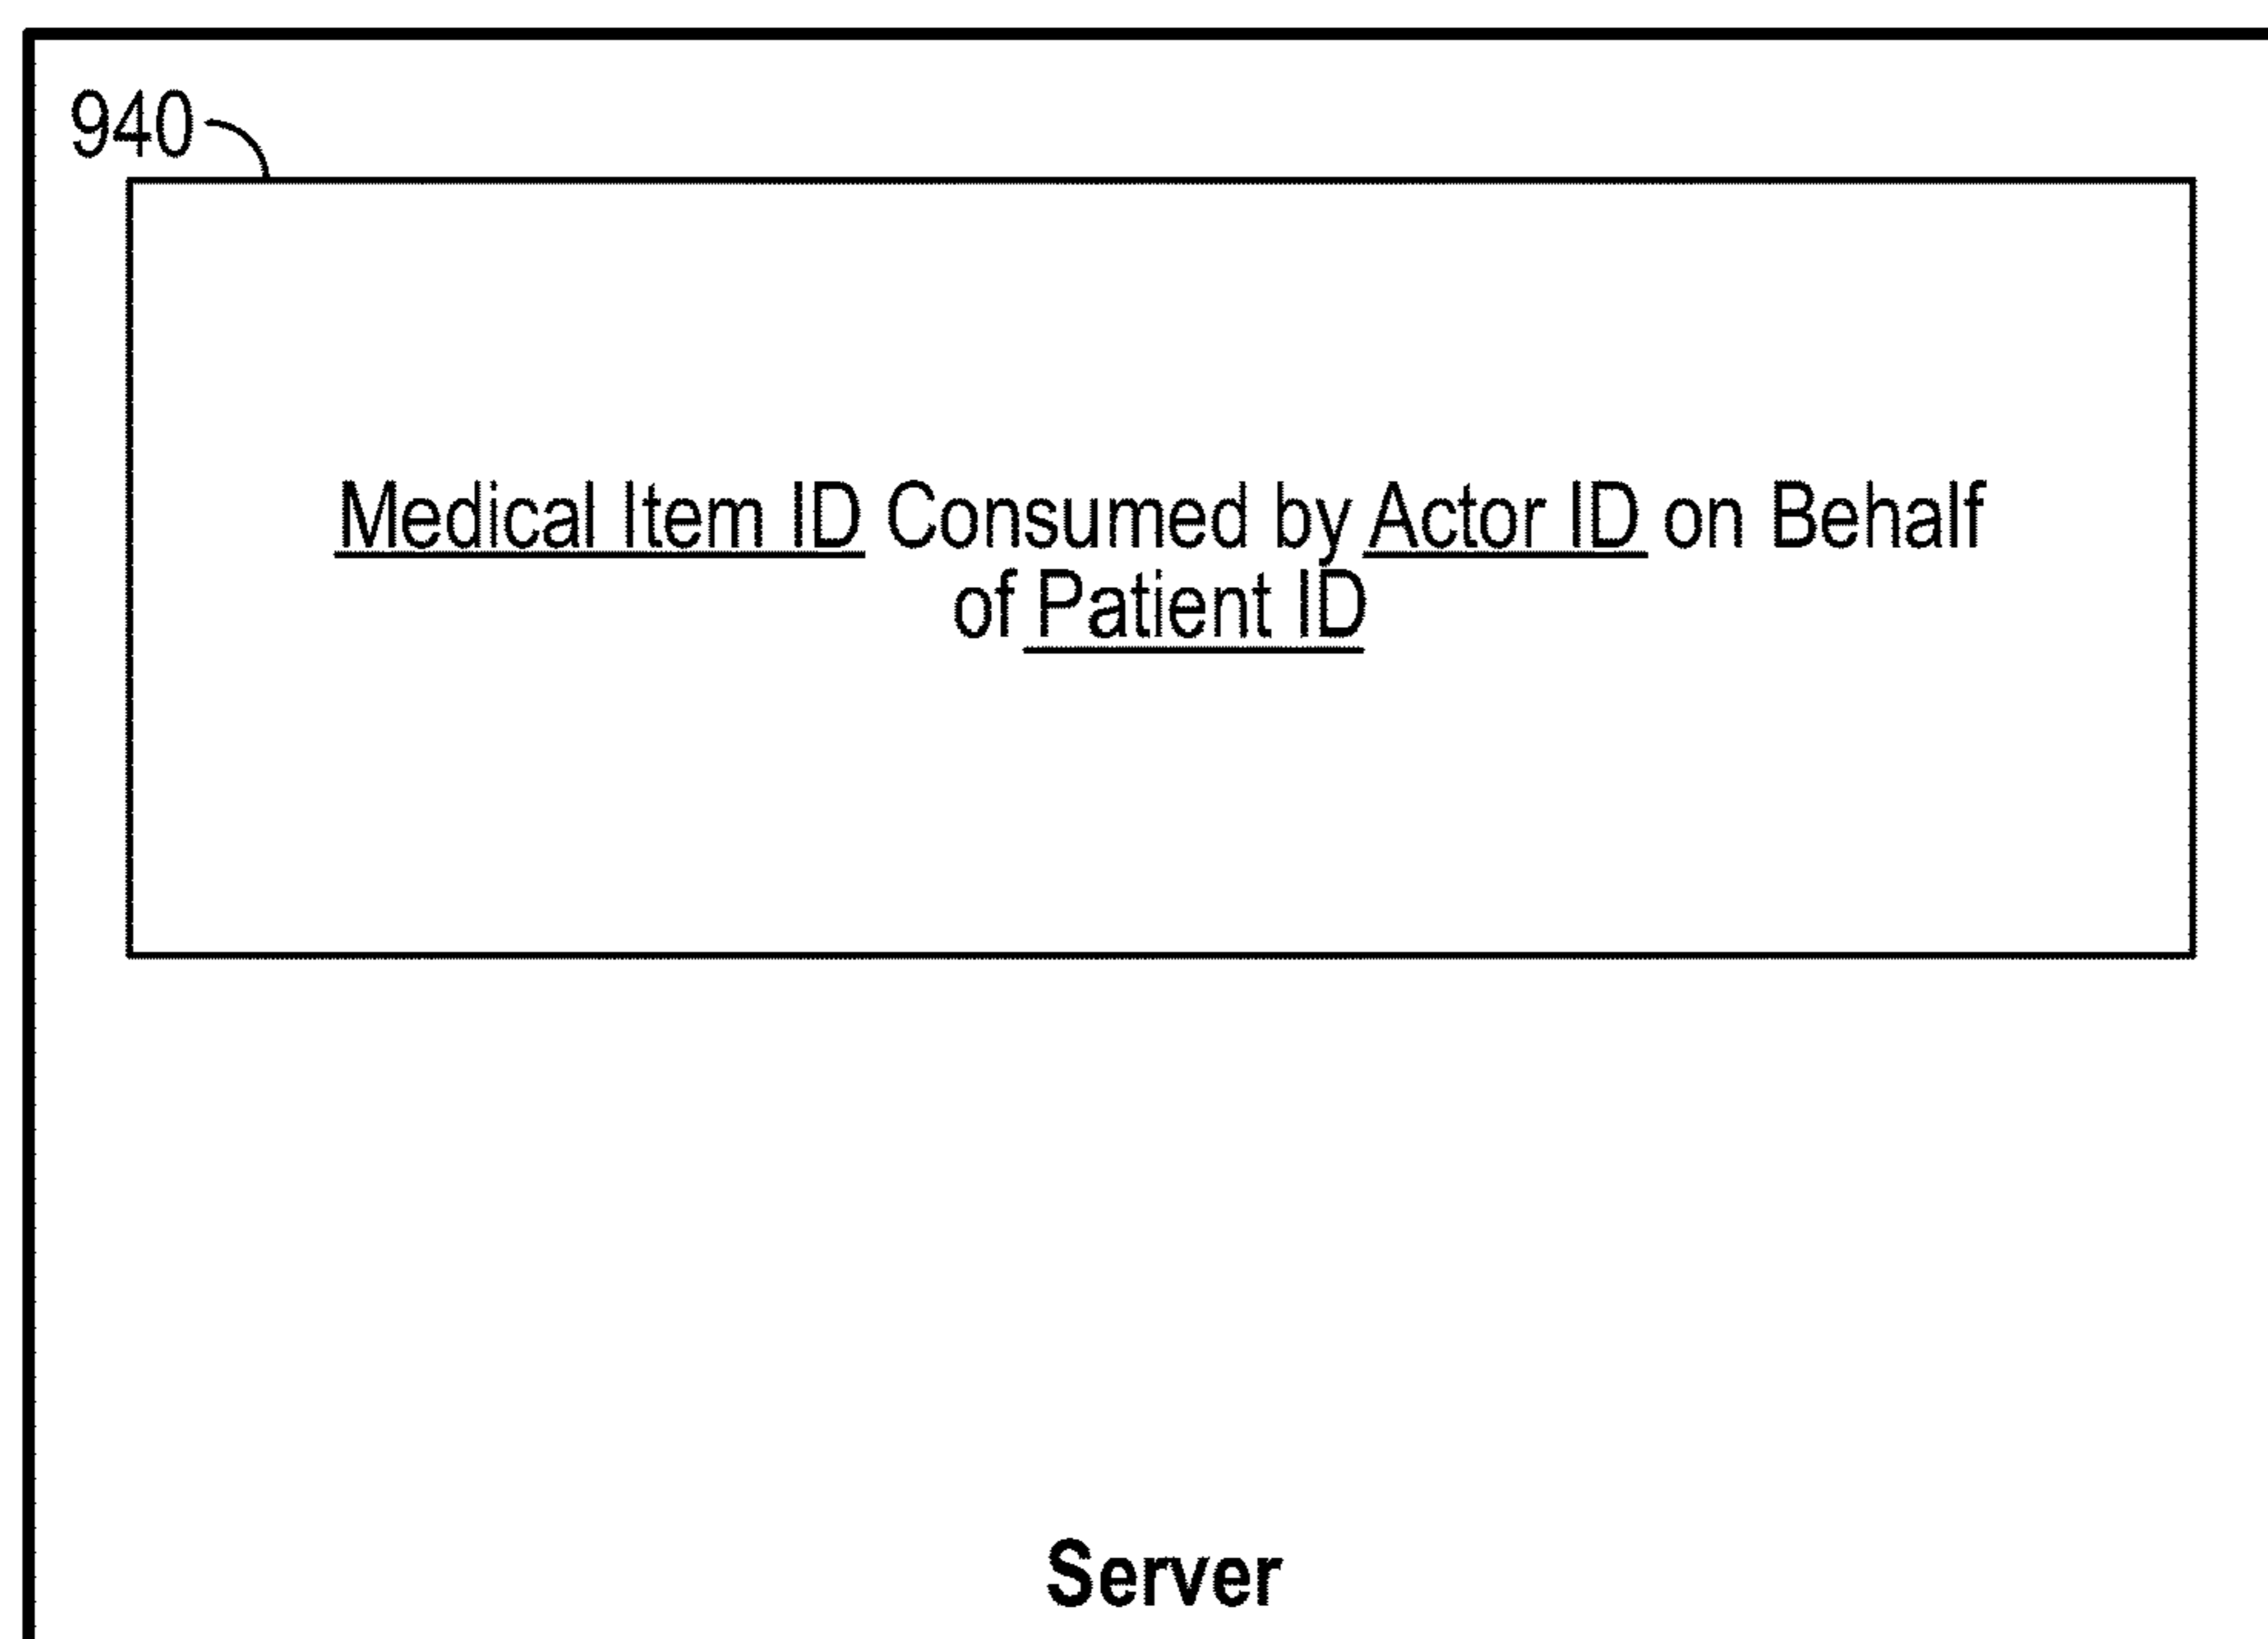 940
Medical Item ID Consumed by Actor ID on Behalf
of Patient ID
Server